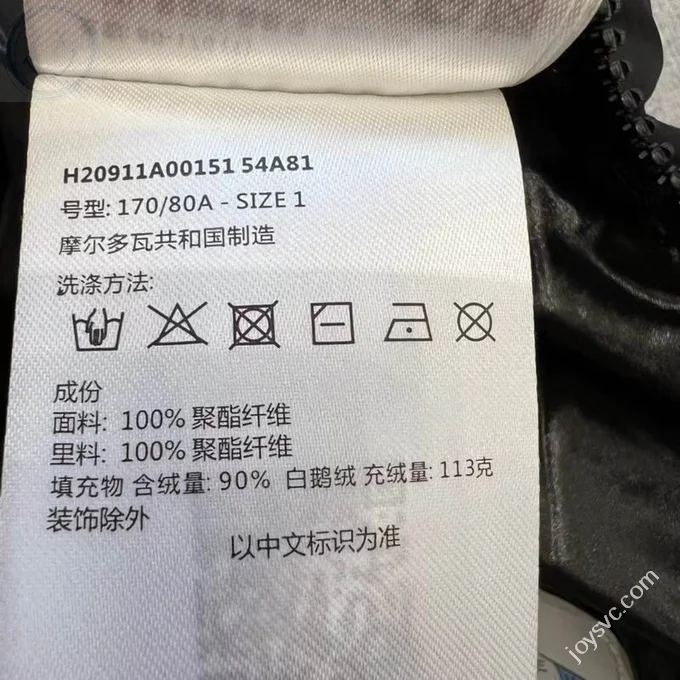 H20911A00151 54A81
号型: 170/80A - SIZE 1
摩尔多瓦共和国制造
洗涤方法:
成份
面料: 100% 聚酯纤维
里料: 100% 聚酯纤维
填充物 含绒量: 90% 白鹅绒 充绒量: 113克
装饰除外
以中文标识为准
joysvc.com